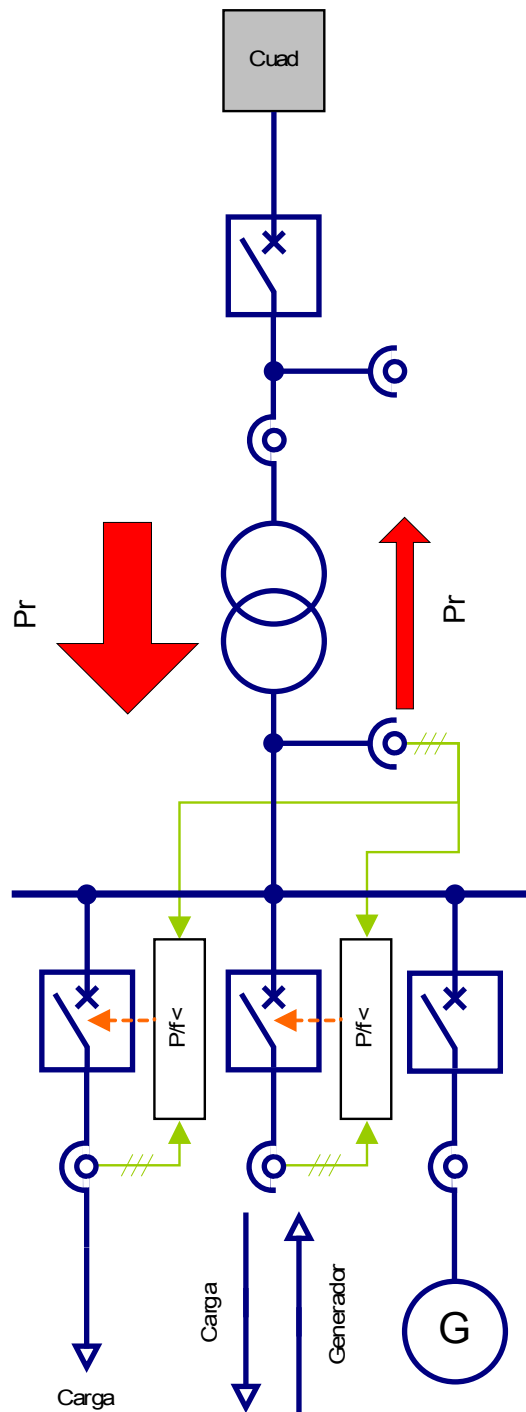 Cuad
Pr
Pr
P/f <
P/f <
Carga
Generador
G
Carga